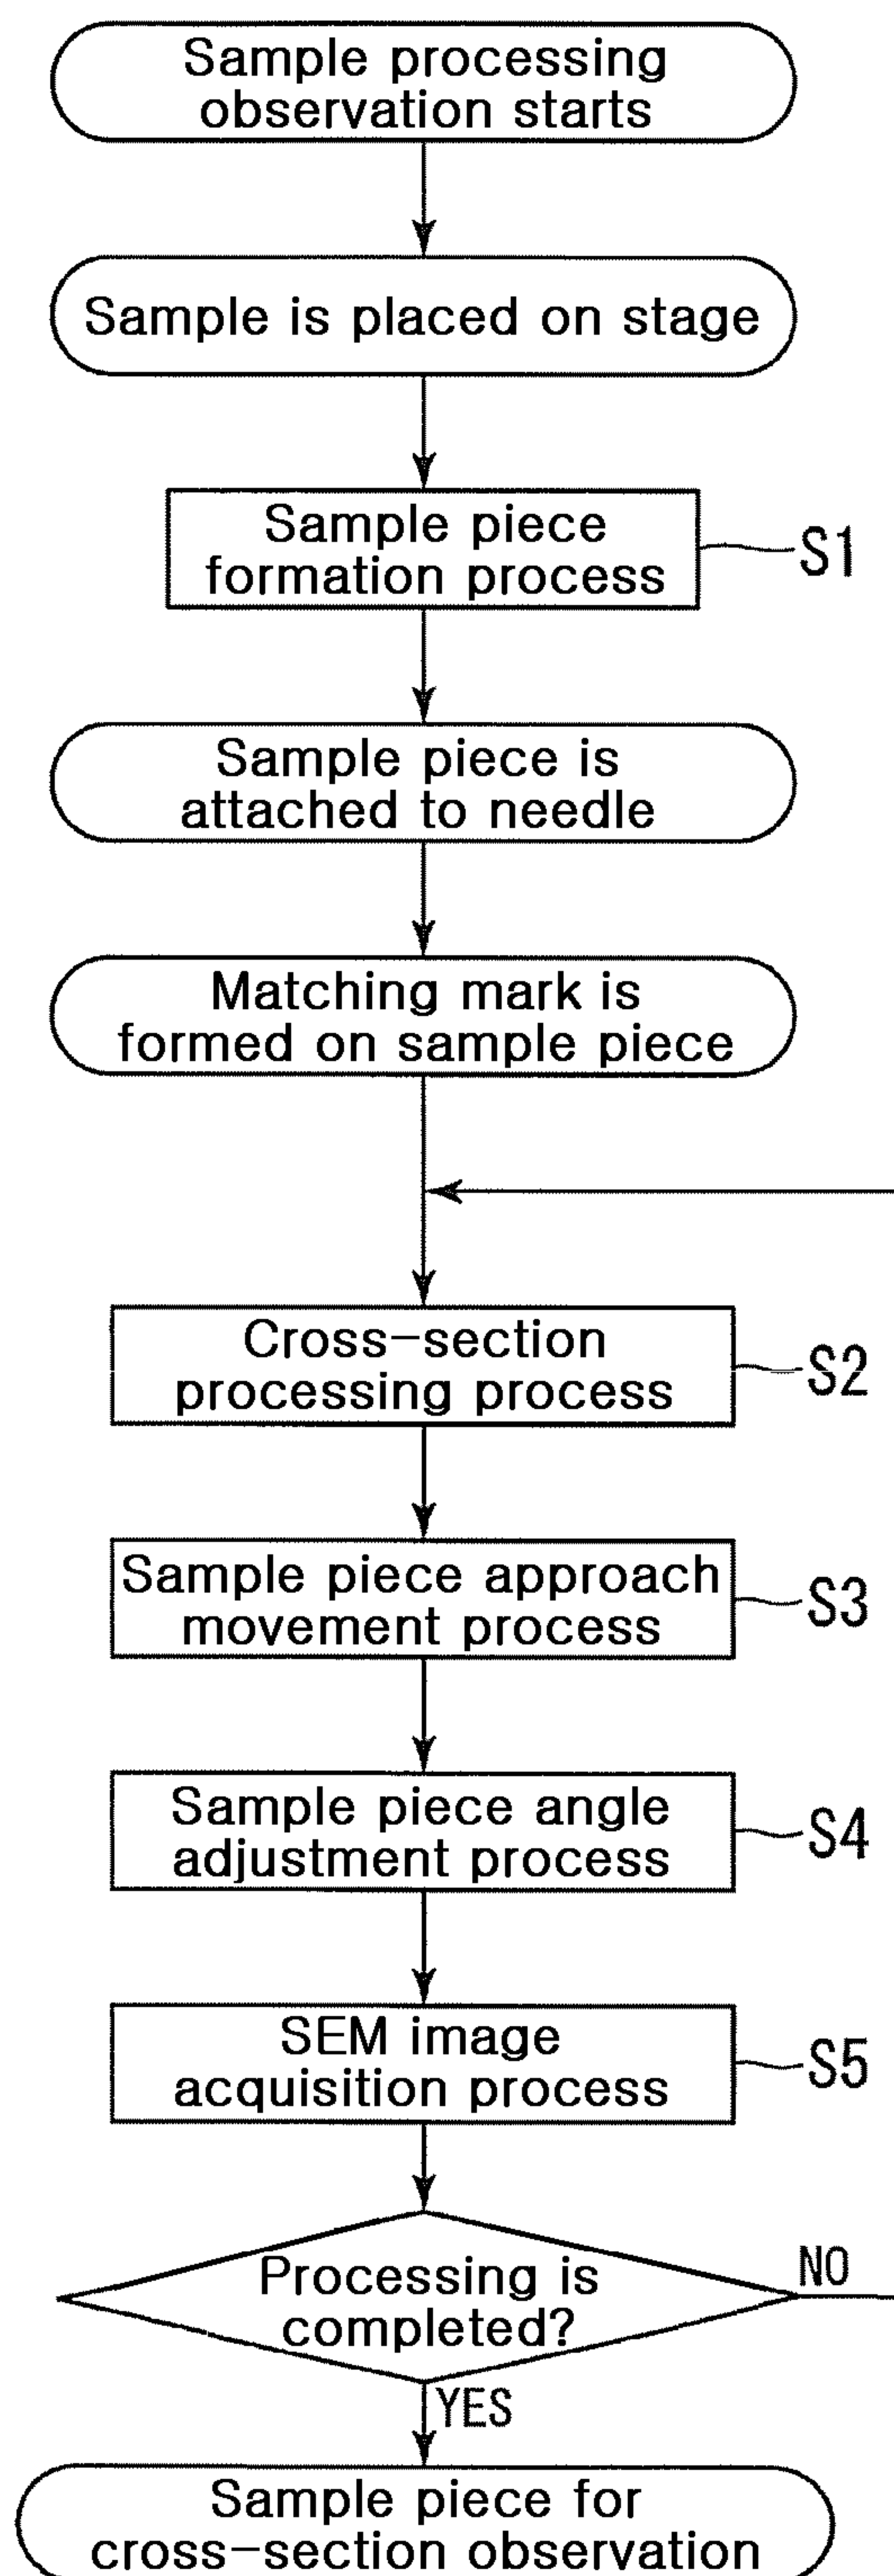 Sample processing
observation starts
Sample is placed on stage
Sample piece
formation process
S1
Sample piece is
attached to needle
Matching mark is
formed on sample piece
Cross-section
processing process
S2
Sample piece approach
movement process
S3
Sample piece angle
adjustment process
S4
SEM image
acquisition process
S5
Processing is
completed?
NO
YES
Sample piece for
cross-section observation